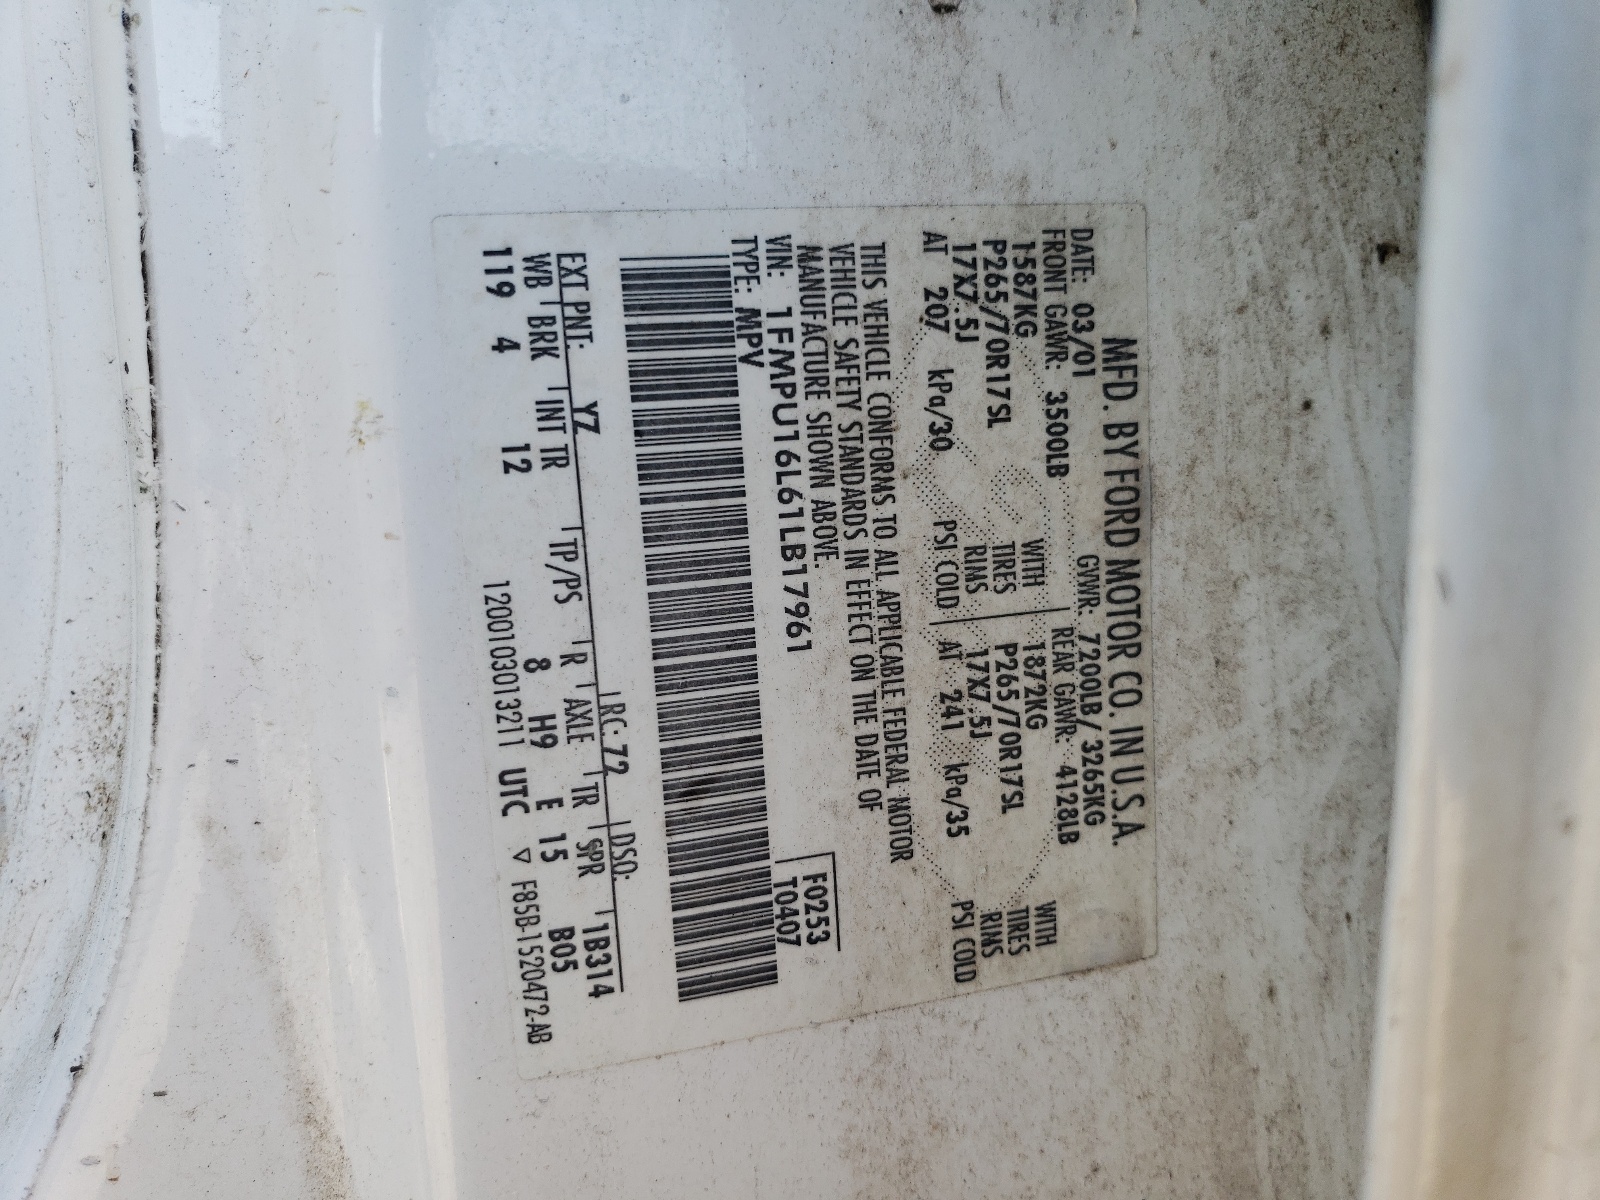 MFD. BY FORD MOTOR CO. IN U.S.A.
DATE: 03/01 GVWR: 7200LB/ 3265KG
FRONT GAWR: 3500LB REAR GAWR: 4128LB
1587KG WITH 1872KG WITH
P265/70R17SL TIRES P265/70R17SL TIRES
17X7.5J RIMS 17X7.5J RIMS
AT 207 kPa/30 PSI COLD AT 241 kPa/35 PSI COLD
THIS VEHICLE CONFORMS TO ALL APPLICABLE FEDERAL MOTOR
VEHICLE SAFETY STANDARDS IN EFFECT ON THE DATE OF
MANUFACTURE SHOWN ABOVE.
VIN: 1FMPU16L61LB17961 F0253
TYPE: MPV T0407
EXT PNT: YZ RC: 72 DSO:
WB BRK INT TR TP/PS R AXLE TR SPR 1B314
119 4 12 8 H9 E 15 B05
1200103013211 UTC ▽ F85B-1520472-AB